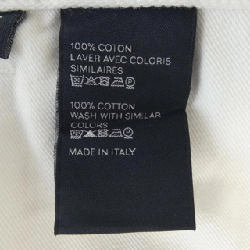 100% COTON
LAVER AVEC COLORIS
SIMILAIRES
100% COTTON
WASH WITH SIMILAR
COLORS
MADE IN ITALY